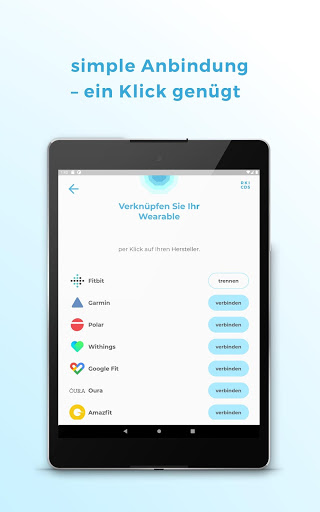 simple Anbindung
– ein Klick genügt
Verknüpfen Sie Ihr
Wearable
per Klick auf Ihren Hersteller.
Fitbit trennen
Garmin verbinden
Polar verbinden
Withings verbinden
Google Fit verbinden
OURA Oura verbinden
Amazfit verbinden